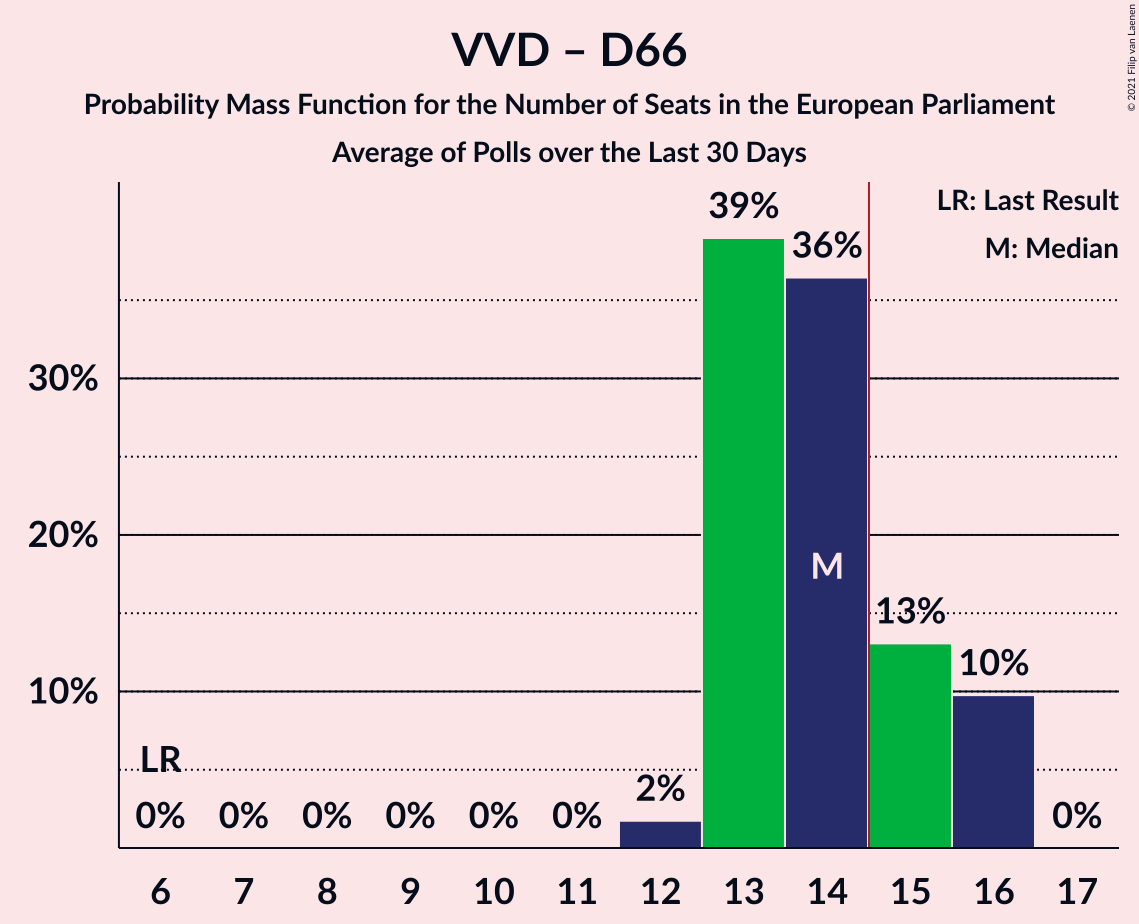 VVD – D66
Probability Mass Function for the Number of Seats in the European Parliament
Average of Polls over the Last 30 Days
© 2021 Filip van Laenen
LR: Last Result
M: Median
39%
36%
30%
20%
M
13%
10%
10%
LR
2%
0% 0% 0% 0% 0% 0% 0%
6 7 8 9 10 11 12 13 14 15 16 17